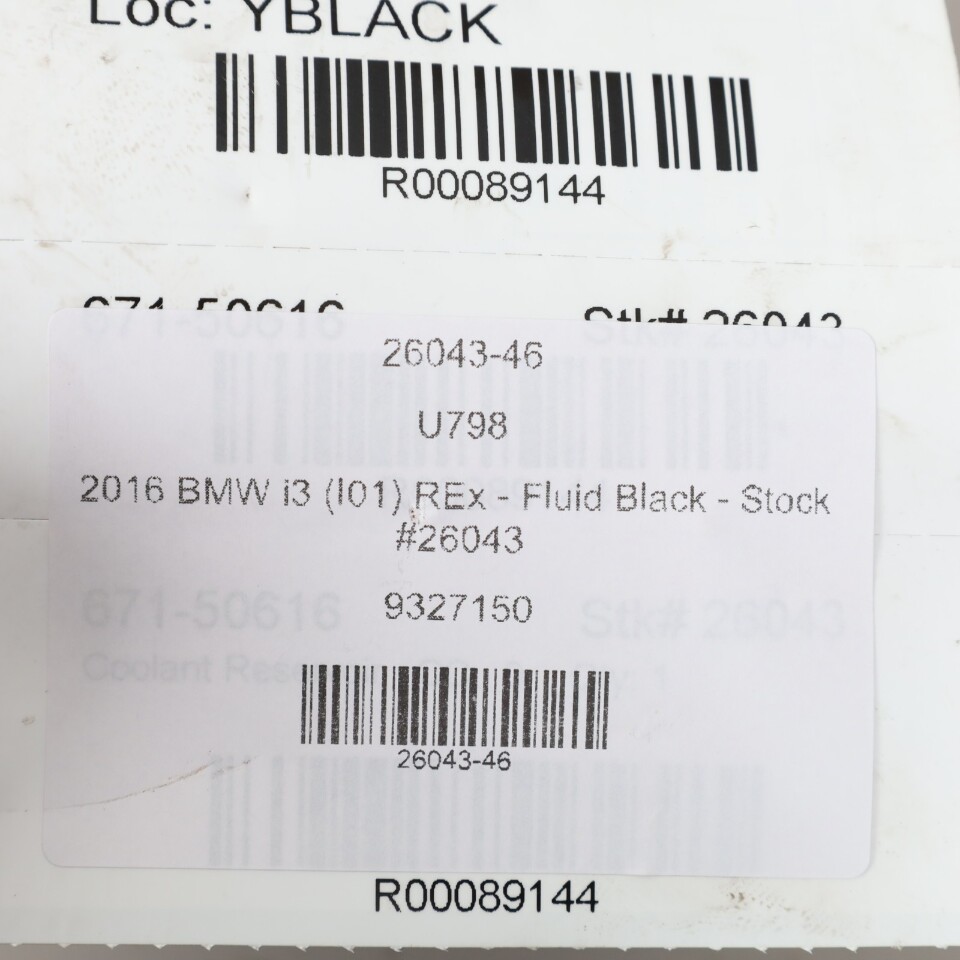 Loc: YBLACK
R00089144
671-50616 Stk# 26043
26043-46
U798
2016 BMW i3 (I01) REx - Fluid Black - Stock
#26043
9327150
671-50616 Stk# 26043
Coolant
26043-46
R00089144